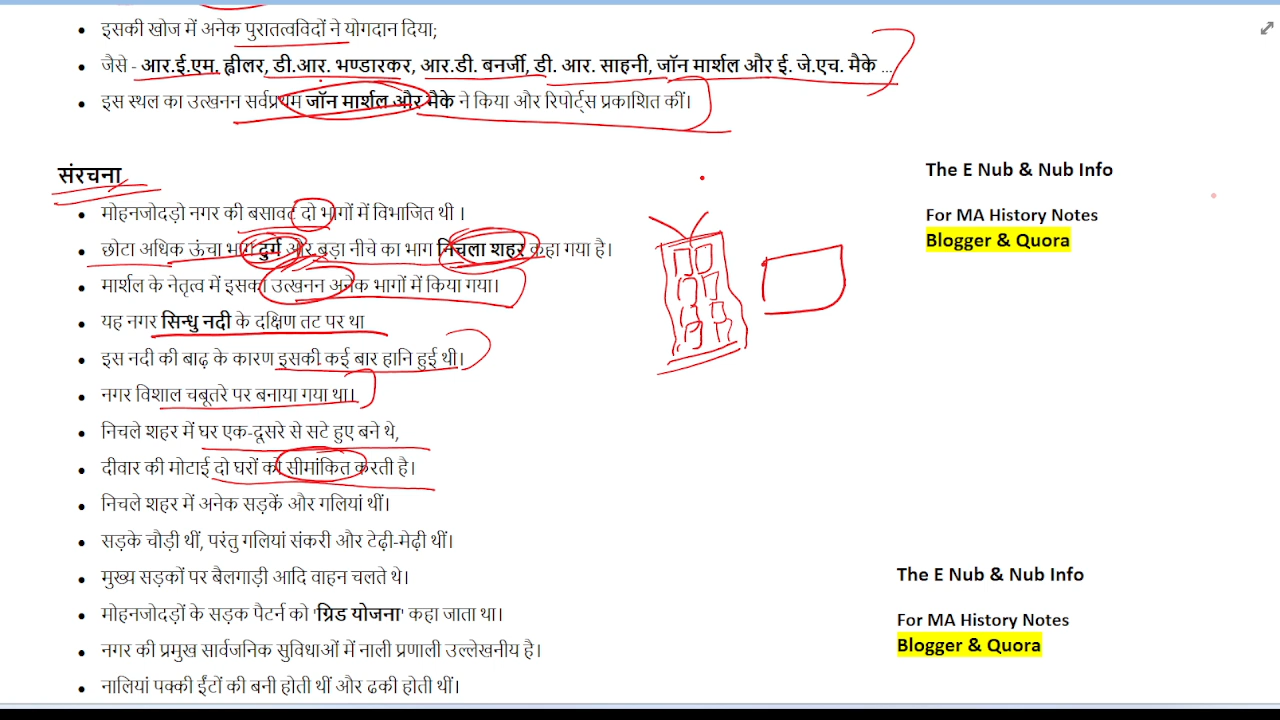 इसकी खोज में अनेक पुरातत्वविदों ने योगदान दिया;
जैसे - आर.ई.एम. ह्वीलर, डी.आर. भण्डारकर, आर.डी. बनर्जी, डी. आर. साहनी, जॉन मार्शल और ई. जे.एच. मैके ...
इस स्थल का उत्खनन सर्वप्रथम जॉन मार्शल और मैके ने किया और रिपोर्ट्स प्रकाशित कीं।
संरचना
मोहनजोदड़ो नगर की बसावट दो भागों में विभाजित थी ।
छोटा अधिक ऊंचा भाग दुर्ग और बड़ा नीचे का भाग निचला शहर कहा गया है।
मार्शल के नेतृत्व में इसका उत्खनन अनेक भागों में किया गया।
यह नगर सिन्धु नदी के दक्षिण तट पर था
इस नदी की बाढ़ के कारण इसकी कई बार हानि हुई थी।
नगर विशाल चबूतरे पर बनाया गया था।
निचले शहर में घर एक-दूसरे से सटे हुए बने थे,
दीवार की मोटाई दो घरों को सीमांकित करती है।
निचले शहर में अनेक सड़कें और गलियां थीं।
सड़के चौड़ी थीं, परंतु गलियां संकरी और टेढ़ी-मेढ़ी थीं।
मुख्य सड़कों पर बैलगाड़ी आदि वाहन चलते थे।
मोहनजोदड़ों के सड़क पैटर्न को 'ग्रिड योजना' कहा जाता था।
नगर की प्रमुख सार्वजनिक सुविधाओं में नाली प्रणाली उल्लेखनीय है।
नालियां पक्की ईंटों की बनी होती थीं और ढकी होती थीं।
The E Nub & Nub Info
For MA History Notes
Blogger & Quora
The E Nub & Nub Info
For MA History Notes
Blogger & Quora